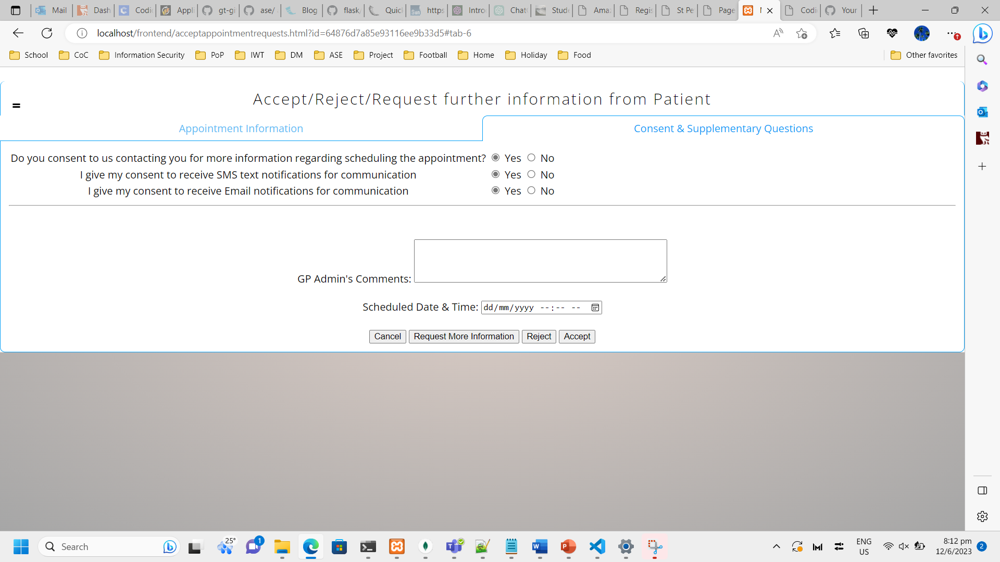 Mail
Dash
Codi
Appli
gt-gi
ase/
Blog
flask/
Quick
https
Intro
Chat
Stude
Amaz
Regis
St Pe
Page
Codi
Your
localhost/frontend/acceptappointmentrequests.html?id=64876d7a85e93116ee9b33d5#tab-6
School CoC Information Security PoP IWT DM ASE Project Football Home Holiday Food Other favorites
Accept/Reject/Request further information from Patient
Appointment Information Consent & Supplementary Questions
Do you consent to us contacting you for more information regarding scheduling the appointment? Yes No
I give my consent to receive SMS text notifications for communication Yes No
I give my consent to receive Email notifications for communication Yes No
GP Admin's Comments:
Scheduled Date & Time: dd/mm/yyyy --:-- --
Cancel Request More Information Reject Accept
Search 25° 1 ENG 8:12 pm
US 12/6/2023 2